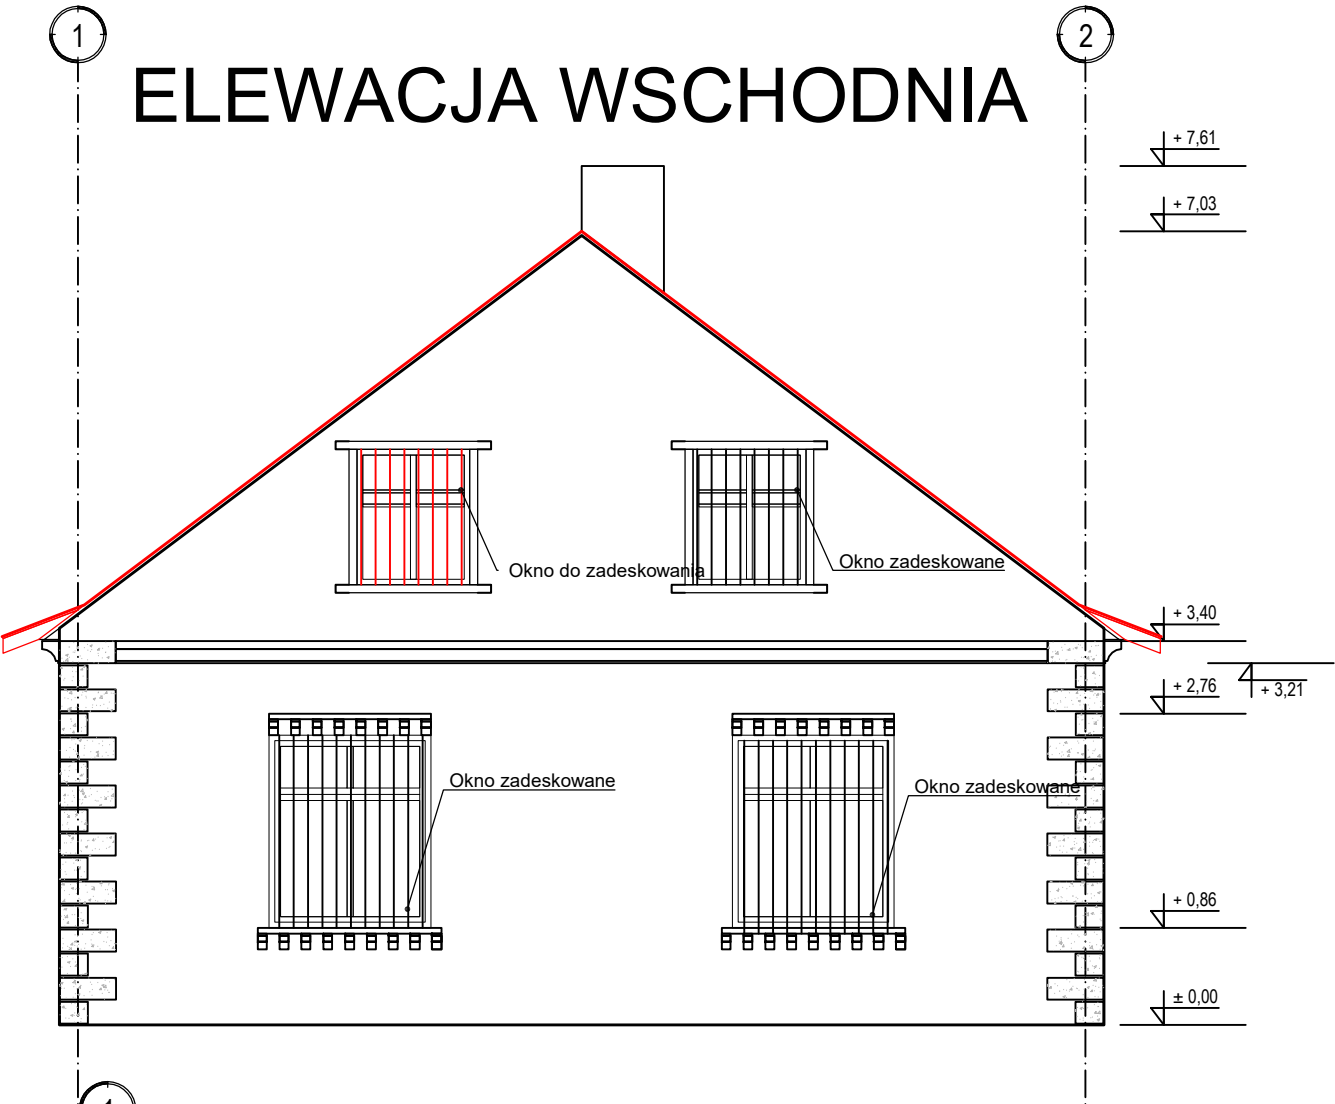 1
2
ELEWACJA WSCHODNIA
+ 7,61
+ 7,03
Okno do zadeskowania
Okno zadeskowane
+ 3,40
+ 3,21
+ 2,76
Okno zadeskowane
Okno zadeskowane
+ 0,86
± 0,00